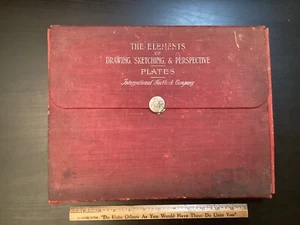 THE ELEMENTS
OF
DRAWING, SKETCHING, & PERSPECTIVE
PLATES
International Textbook Company
"Do Unto Others As You Would Have Them Do Unto You"